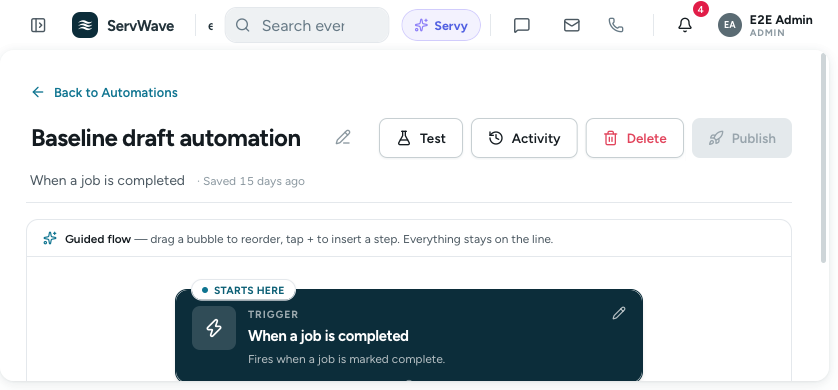 ServWave
Search ever
Servy
4
EA
E2E Admin
ADMIN
Back to Automations
Baseline draft automation
Test
Activity
Delete
Publish
When a job is completed · Saved 15 days ago
Guided flow — drag a bubble to reorder, tap + to insert a step. Everything stays on the line.
STARTS HERE
TRIGGER
When a job is completed
Fires when a job is marked complete.